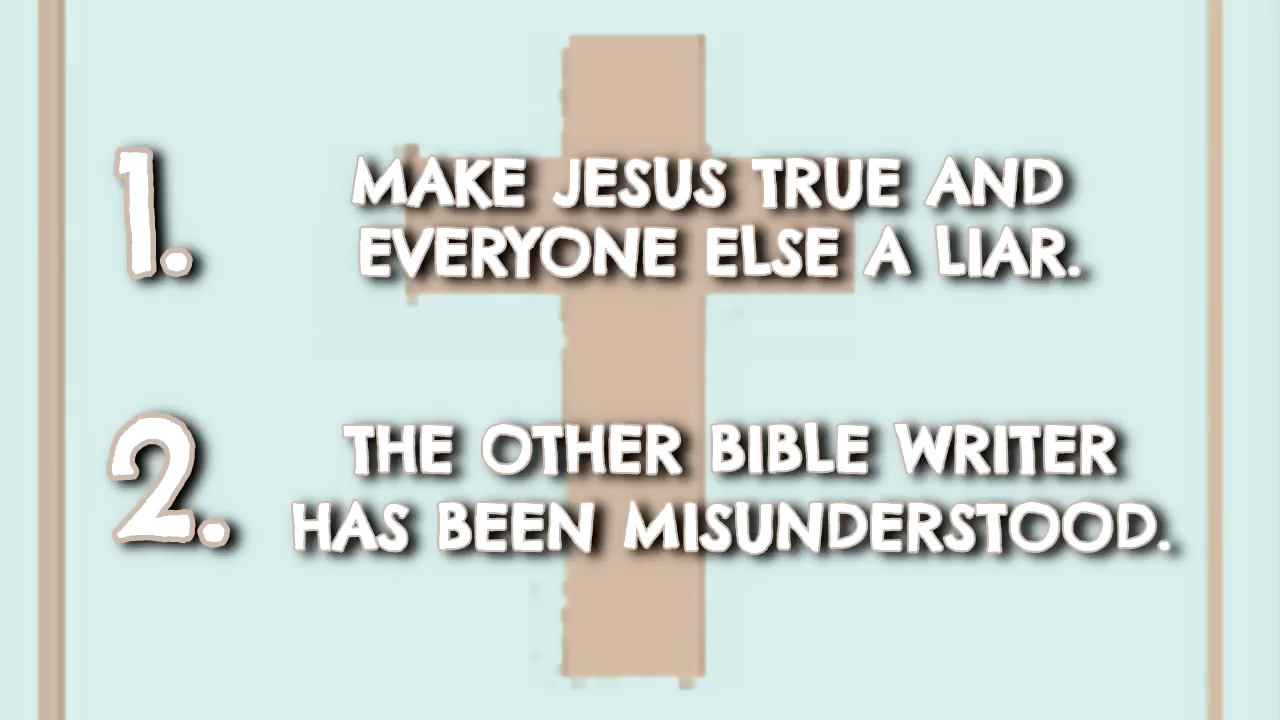 1. MAKE JESUS TRUE AND
EVERYONE ELSE A LIAR.
2. THE OTHER BIBLE WRITER
HAS BEEN MISUNDERSTOOD.